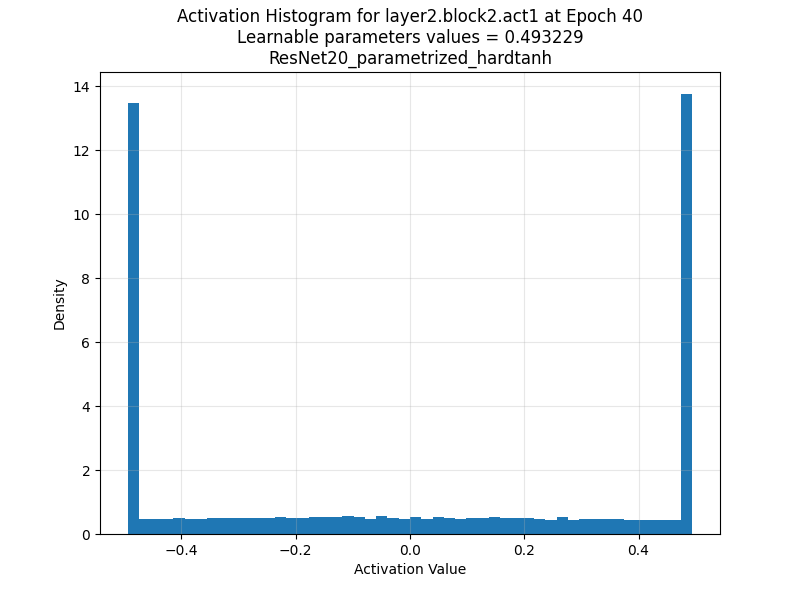 Activation Histogram for layer2.block2.act1 at Epoch 40
Learnable parameters values = 0.493229
ResNet20_parametrized_hardtanh
14
12
10
8
6
4
2
0
Density
−0.4
−0.2
0.0
0.2
0.4
Activation Value